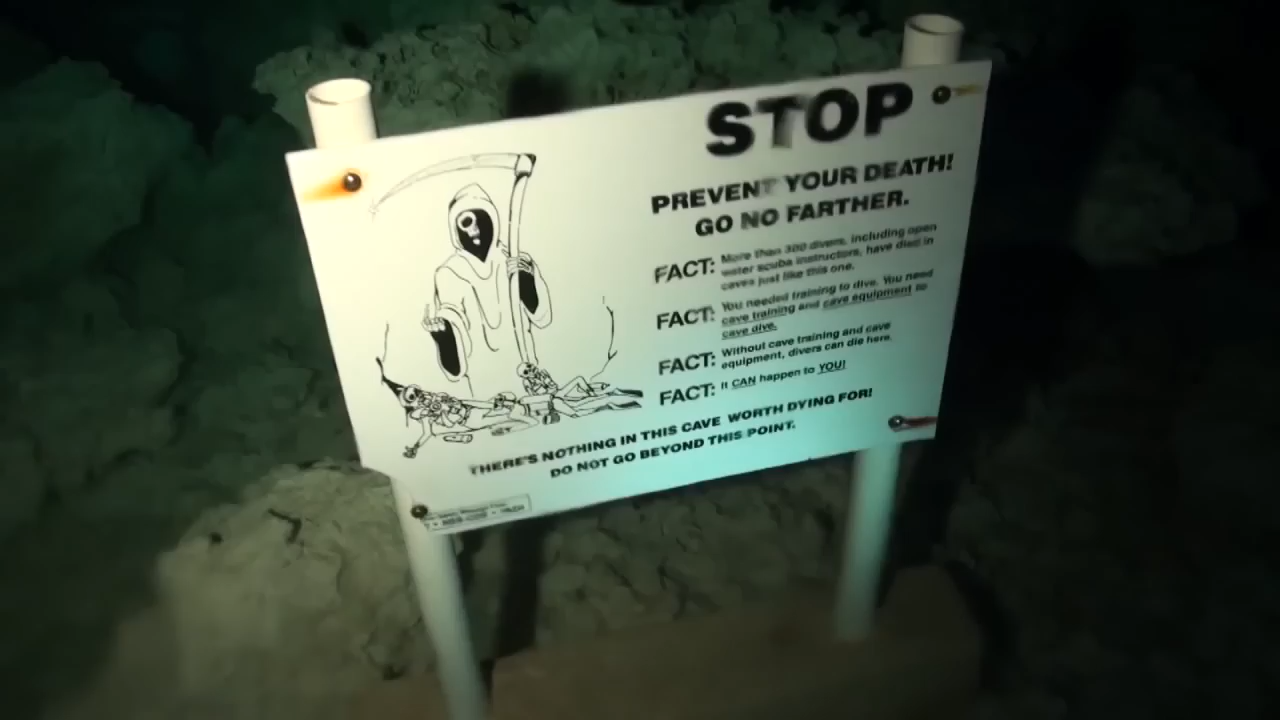 STOP
PREVENT YOUR DEATH!
GO NO FARTHER.
FACT: More than 300 divers, including open
water scuba instructors, have died in
caves just like this one.
FACT: You needed training to dive. You need
cave training and cave equipment to
cave dive.
FACT: Without cave training and cave
equipment, divers can die here.
FACT: It CAN happen to YOU!
THERE'S NOTHING IN THIS CAVE WORTH DYING FOR!
DO NOT GO BEYOND THIS POINT.